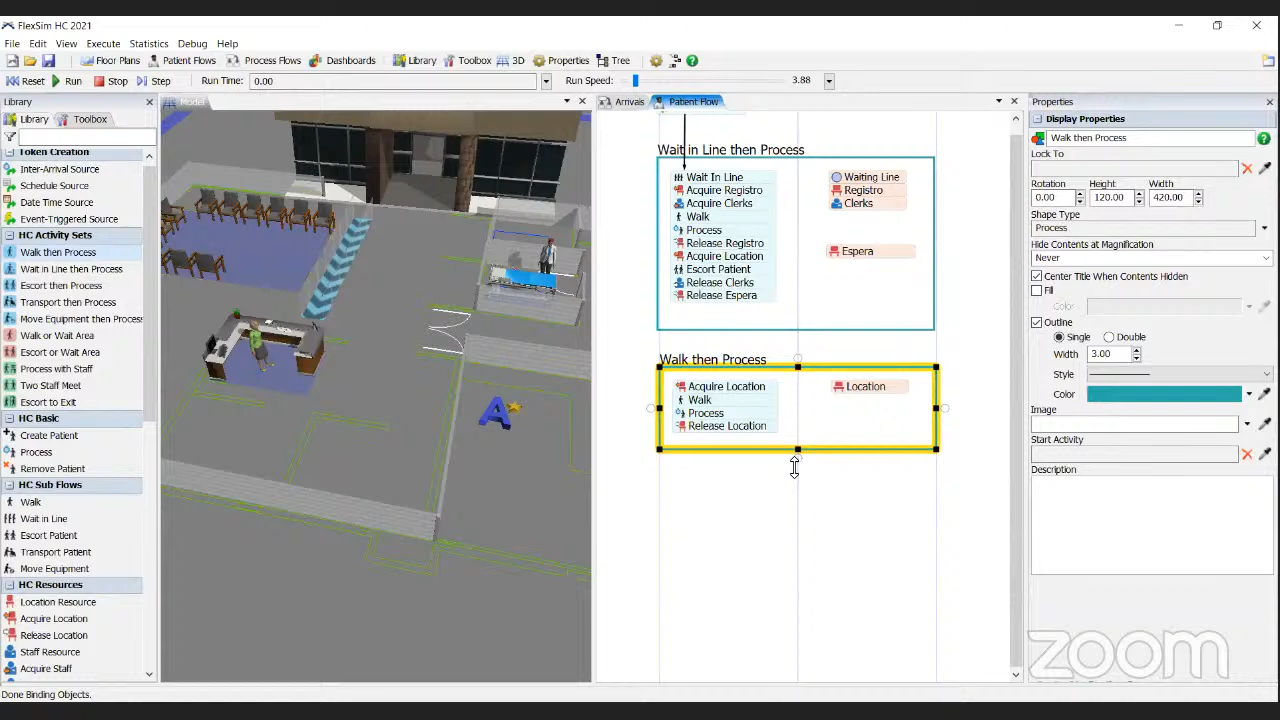 FlexSim HC 2021
File Edit View Execute Statistics Debug Help
Floor Plans Patient Flows Process Flows Dashboards Library Toolbox 3D Properties Tree
Reset Run Stop Step Run Time: 0.00 Run Speed: 3.88
Library
Library Toolbox
Token Creation
Inter-Arrival Source
Schedule Source
Date Time Source
Event-Triggered Source
HC Activity Sets
Walk then Process
Wait in Line then Process
Escort then Process
Transport then Process
Move Equipment then Process
Walk or Wait Area
Escort or Wait Area
Process with Staff
Two Staff Meet
Escort to Exit
HC Basic
Create Patient
Process
Remove Patient
HC Sub Flows
Walk
Wait in Line
Escort Patient
Transport Patient
Move Equipment
HC Resources
Location Resource
Acquire Location
Release Location
Staff Resource
Acquire Staff
Model
A
Arrivals Patient Flow
Wait in Line then Process
Wait In Line
Acquire Registro
Acquire Clerks
Walk
Process
Release Registro
Acquire Location
Escort Patient
Release Clerks
Release Espera
Waiting Line
Registro
Clerks
Espera
Walk then Process
Acquire Location
Walk
Process
Release Location
Location
Properties
Display Properties
Walk then Process
Lock To
Rotation Height Width
0.00 120.00 420.00
Shape Type
Process
Hide Contents at Magnification
Never
Center Title When Contents Hidden
Fill
Color
Outline
Single Double
Width 3.00
Style
Color
Image
Start Activity
Description
zoom
Done Binding Objects.